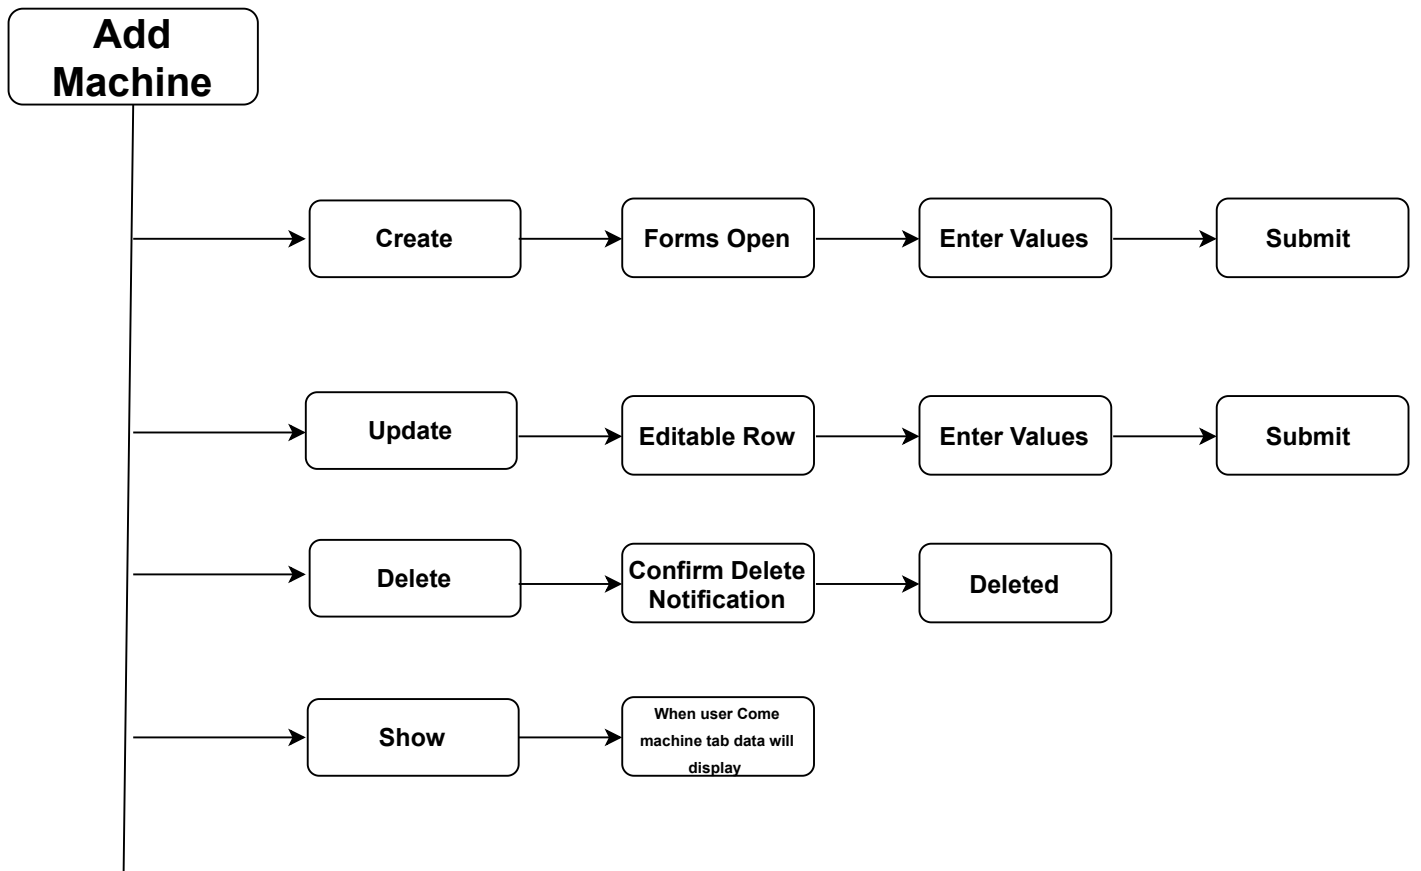 Add
Machine
Create
Forms Open
Enter Values
Submit
Update
Editable Row
Enter Values
Submit
Delete
Confirm Delete
Notification
Deleted
Show
When user Come
machine tab data will
display